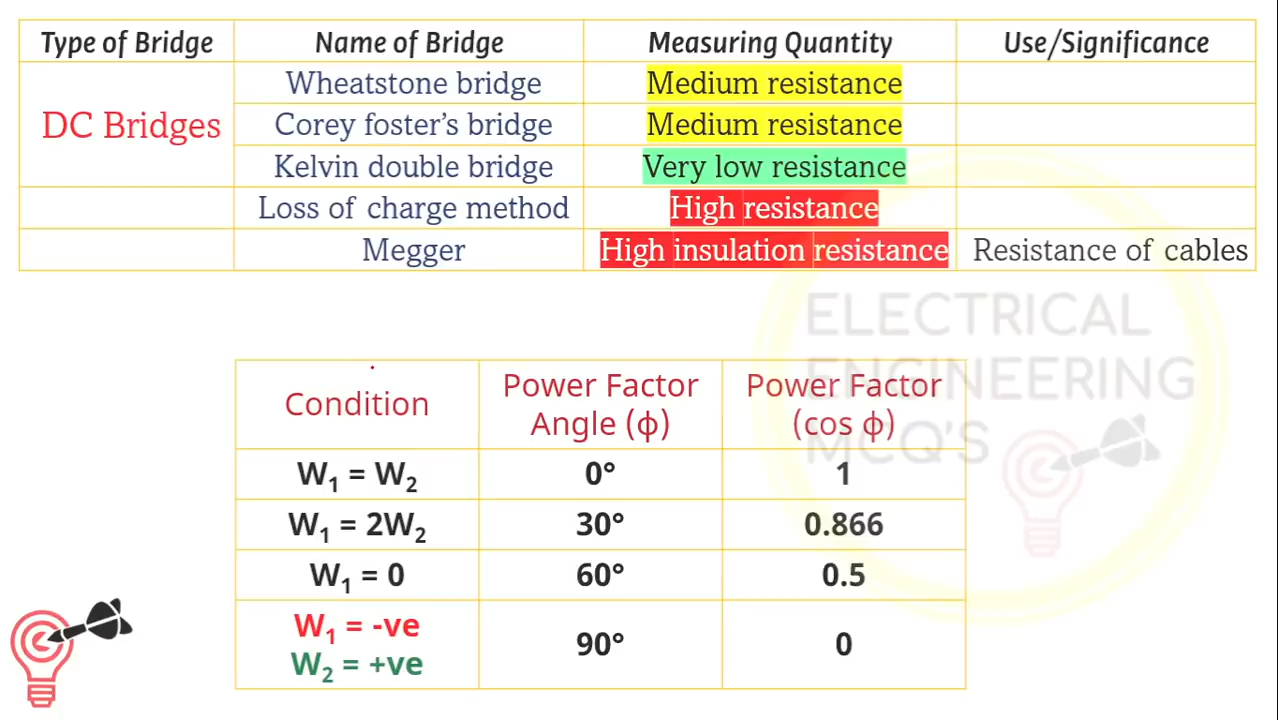 Type of Bridge Name of Bridge Measuring Quantity Use/Significance
DC Bridges
Wheatstone bridge Medium resistance
Corey foster's bridge Medium resistance
Kelvin double bridge Very low resistance
Loss of charge method High resistance
Megger High insulation resistance Resistance of cables
ELECTRICAL
ENGINEERING
MCQ'S
Condition
Power Factor
Angle (ϕ)
Power Factor
(cos ϕ)
W₁ = W₂ 0° 1
W₁ = 2W₂ 30° 0.866
W₁ = 0 60° 0.5
W₁ = -ve
W₂ = +ve
90° 0